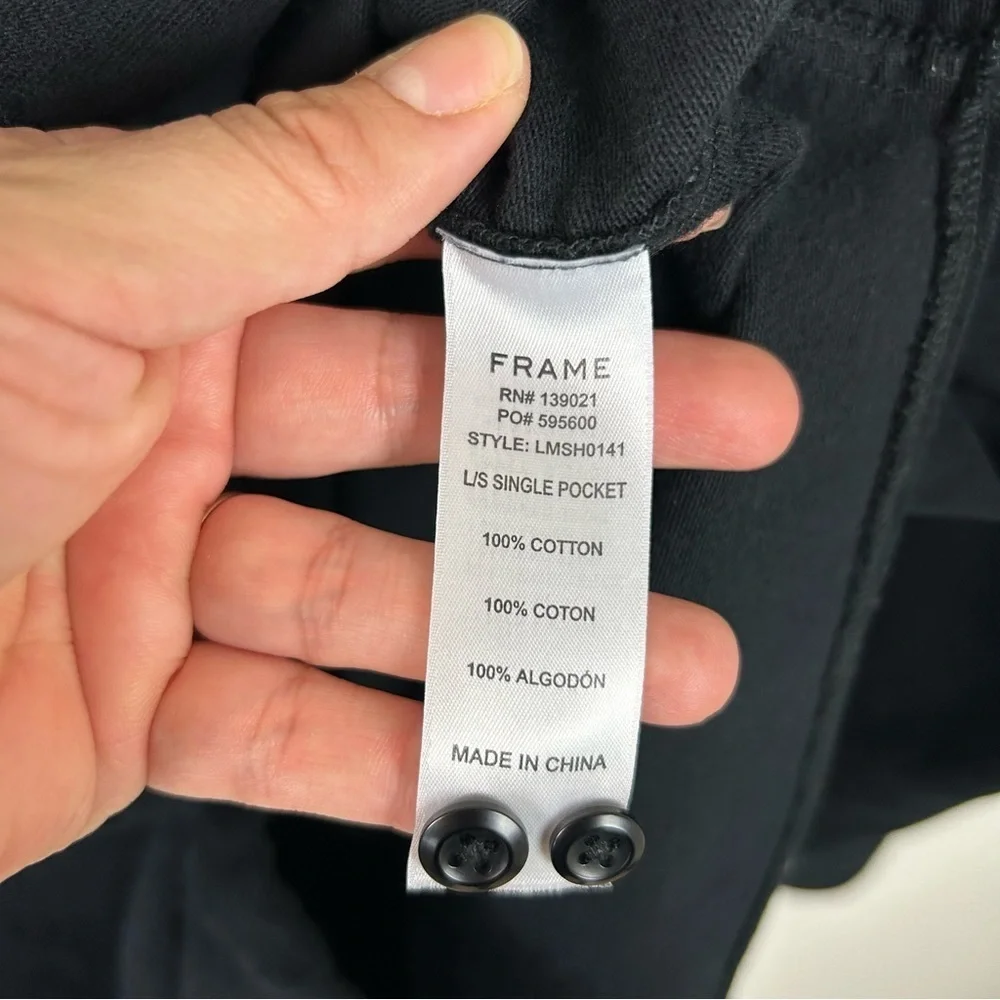 FRAME
RN# 139021
PO# 595600
STYLE: LMSH0141
L/S SINGLE POCKET
100% COTTON
100% COTON
100% ALGODÓN
MADE IN CHINA